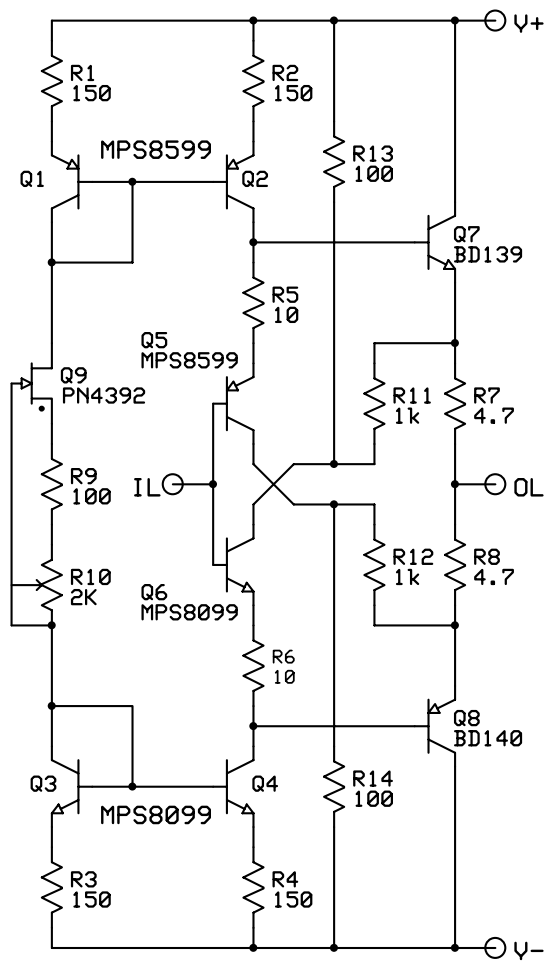 V+
R1
150
R2
150
MPS8599
Q1
Q2
R13
100
Q7
BD139
R5
10
Q5
MPS8599
Q9
PN4392
R11
1k
R7
4.7
R9
100
IL
OL
R10
2K
R12
1k
R8
4.7
Q6
MPS8099
R6
10
Q8
BD140
Q3
Q4
MPS8099
R14
100
R3
150
R4
150
V-